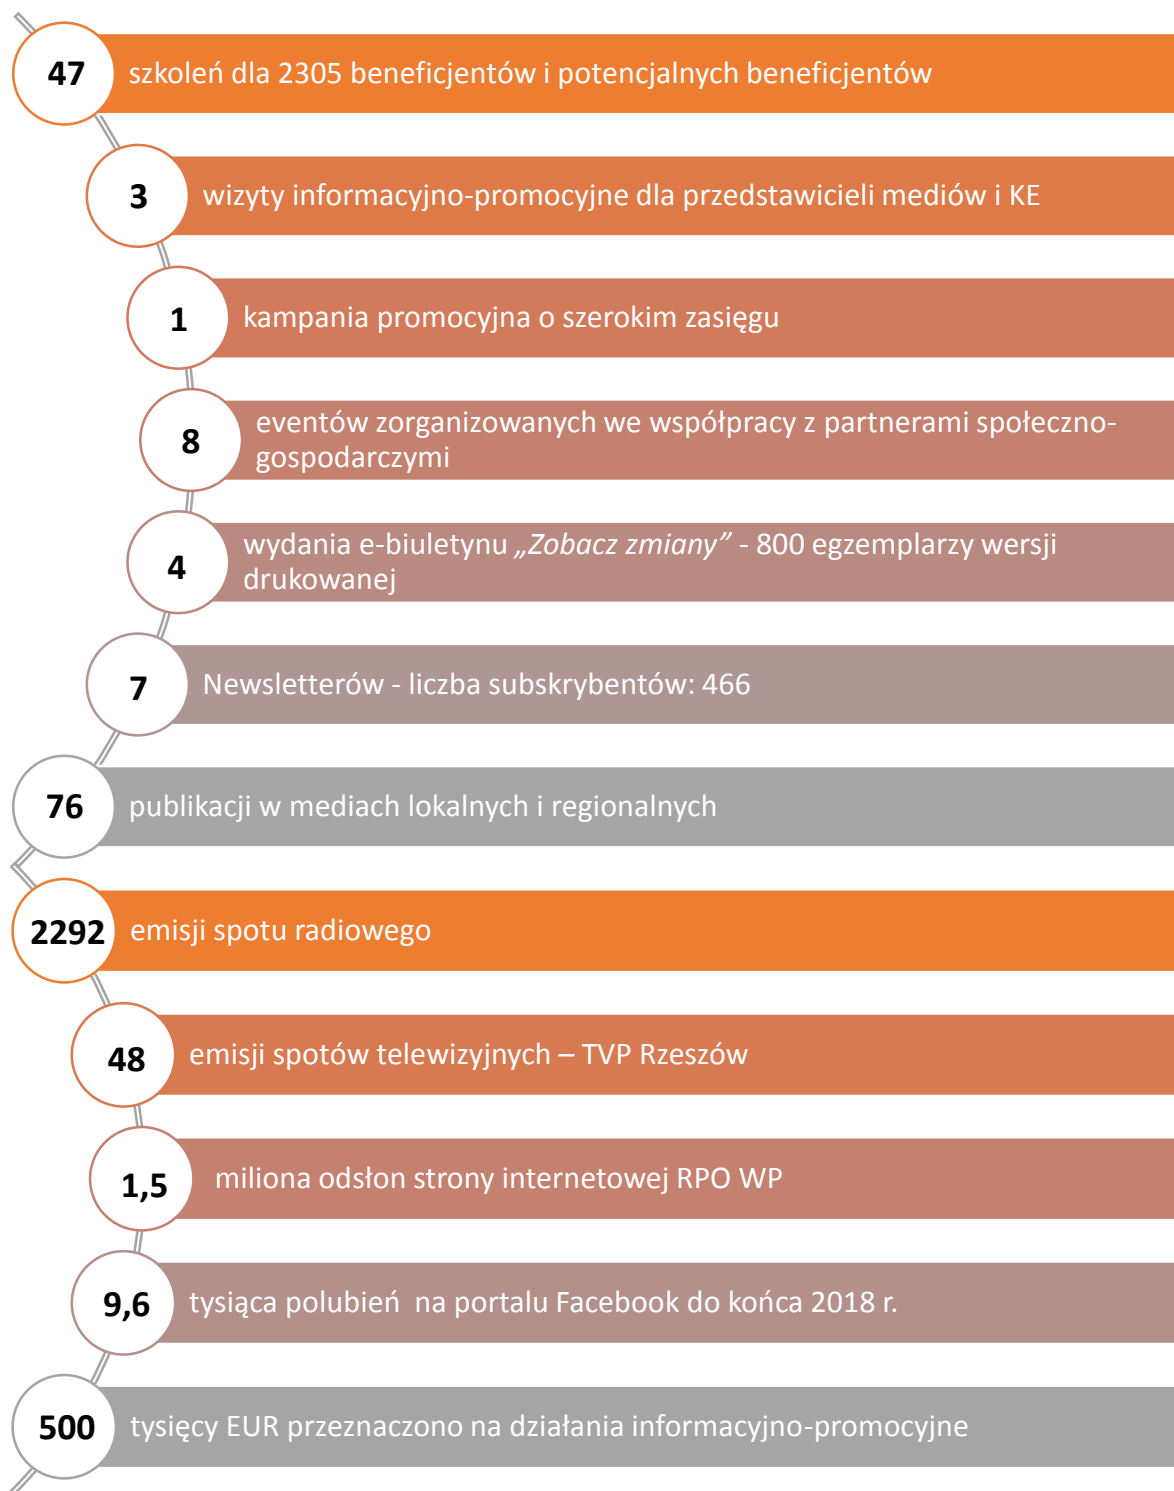 47 szkoleń dla 2305 beneficjentów i potencjalnych beneficjentów
3 wizyty informacyjno-promocyjne dla przedstawicieli mediów i KE
1 kampania promocyjna o szerokim zasięgu
8 eventów zorganizowanych we współpracy z partnerami społeczno-
gospodarczymi
4 wydania e-biuletynu „Zobacz zmiany” - 800 egzemplarzy wersji
drukowanej
7 Newsletterów - liczba subskrybentów: 466
76 publikacji w mediach lokalnych i regionalnych
2292 emisji spotu radiowego
48 emisji spotów telewizyjnych – TVP Rzeszów
1,5 miliona odsłon strony internetowej RPO WP
9,6 tysiąca polubień na portalu Facebook do końca 2018 r.
500 tysięcy EUR przeznaczono na działania informacyjno-promocyjne